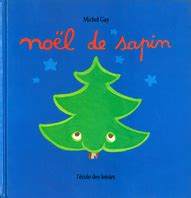 Michel Gay
noël de sapin
l'école des loisirs